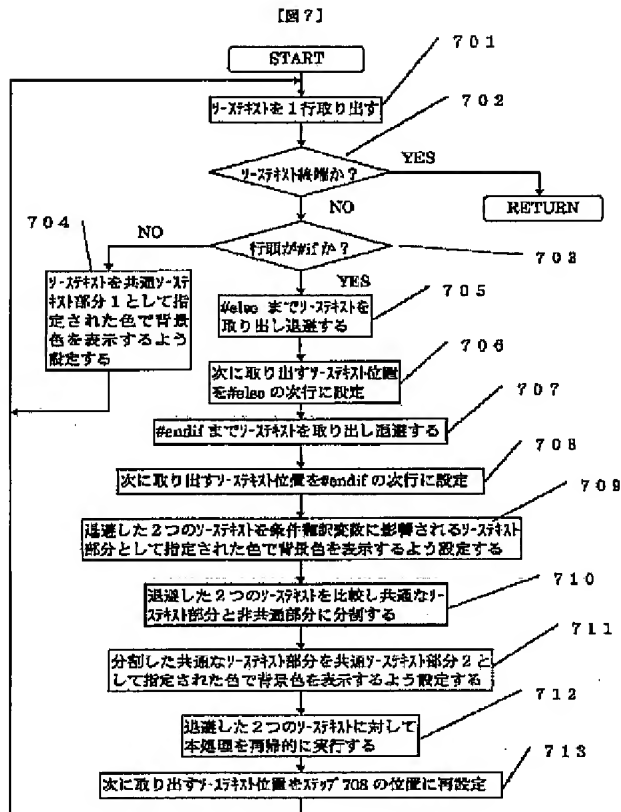 [図7]
START
701
ソーステキストを1行取り出す
702
ソーステキスト終端か?
YES
RETURN
NO
行頭が#ifか?
703
NO
704
ソーステキストを共通ソーステ
キスト部分1として指
定された色で背景
色を表示するよう
設定する
YES
705
#else までソーステキストを
取り出し退避する
706
次に取り出すソーステキスト位置
を#else の次行に設定
707
#endif までソーステキストを取り出し退避する
708
次に取り出すソーステキスト位置を#endif の次行に設定
709
退避した2つのソーステキストを条件翻訳変数に影響されるソーステキスト
部分として指定された色で背景色を表示するよう設定する
710
退避した2つのソーステキストを比較し共通なソー
ステキスト部分と非共通部分に分割する
711
分割した共通なソーステキスト部分を共通ソーステキスト部分2と
して指定された色で背景色を表示するよう設定する
712
退避した2つのソーステキストに対して
本処理を再帰的に実行する
713
次に取り出すソーステキスト位置をステップ708の位置に再設定